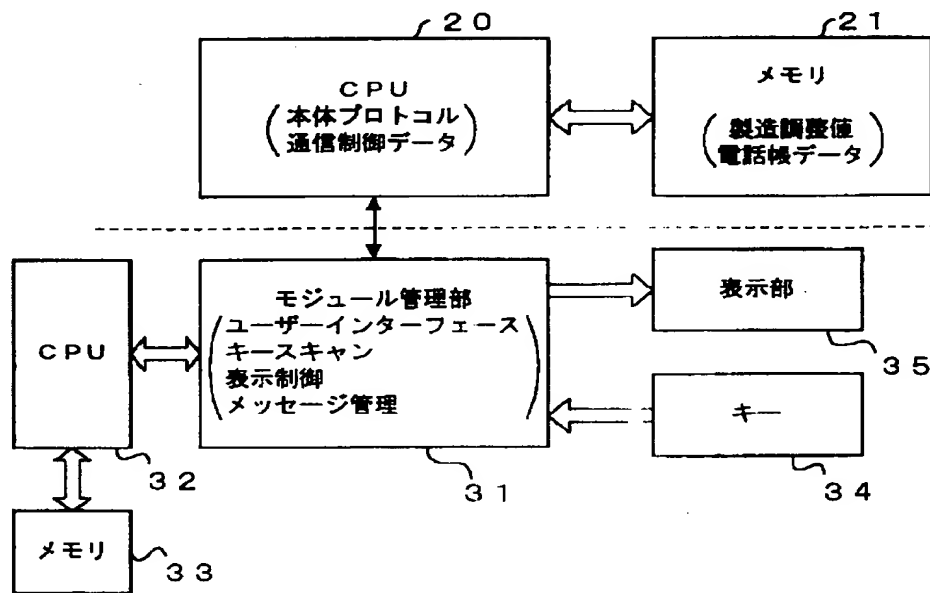 20
CPU
(本体プロトコル
通信制御データ)
21
メモリ
(製造調整値
電話帳データ)
CPU
32
メモリ
33
モジュール管理部
(ユーザーインターフェース
キースキャン
表示制御
メッセージ管理)
31
表示部
35
キー
34